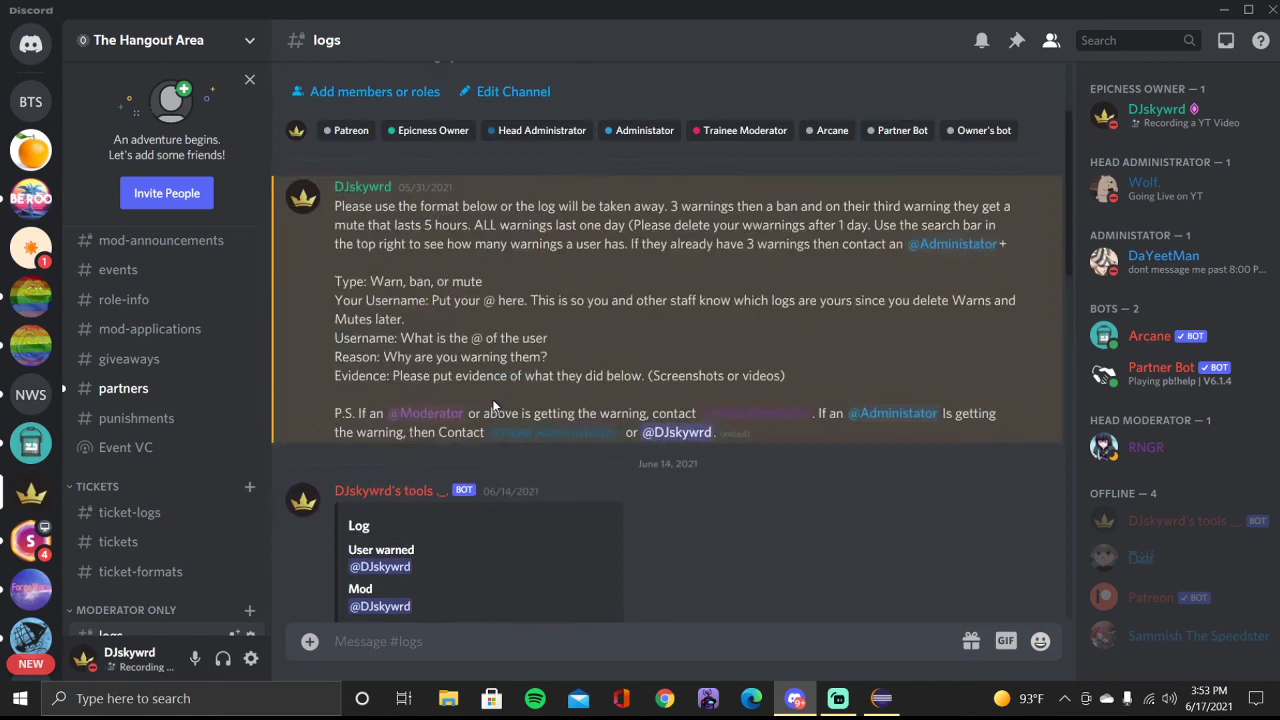 Discord
The Hangout Area
logs
Search
BTS
BE ROO
1
NWS
4
ForgeWars
NEW
An adventure begins.
Let's add some friends!
Invite People
mod-announcements
events
role-info
mod-applications
giveaways
partners
punishments
Event VC
TICKETS
ticket-logs
tickets
ticket-formats
MODERATOR ONLY
logs
DJskywrd
Recording ...
Add members or roles
Edit Channel
Patreon
Epicness Owner
Head Administrator
Administator
Trainee Moderator
Arcane
Partner Bot
Owner's bot
DJskywrd 05/31/2021
Please use the format below or the log will be taken away. 3 warnings then a ban and on their third warning they get a
mute that lasts 5 hours. ALL warnings last one day (Please delete your wwarnings after 1 day. Use the search bar in
the top right to see how many warnings a user has. If they already have 3 warnings then contact an @Administator +
Type: Warn, ban, or mute
Your Username: Put your @ here. This is so you and other staff know which logs are yours since you delete Warns and
Mutes later.
Username: What is the @ of the user
Reason: Why are you warning them?
Evidence: Please put evidence of what they did below. (Screenshots or videos)
P.S. If an @Moderator or above is getting the warning, contact . If an @Administator Is getting
the warning, then Contact or @DJskywrd . (edited)
June 14, 2021
DJskywrd's tools ._. BOT 06/14/2021
Log
User warned
@DJskywrd
Mod
@DJskywrd
Message #logs
GIF
EPICNESS OWNER — 1
DJskywrd
Recording a YT Video
HEAD ADMINISTRATOR — 1
Wolf.
Going Live on YT
ADMINISTATOR — 1
DaYeetMan
dont message me past 8:00 P...
BOTS — 2
Arcane ✓ BOT
Partner Bot ✓ BOT
Playing pb!help | V6.1.4
HEAD MODERATOR — 1
RNGR
OFFLINE — 4
DJskywrd's tools ._. BOT
Patreon ✓ BOT
Sammish The Speedster
Type here to search
9+
93°F
53 PM
6/17/2021